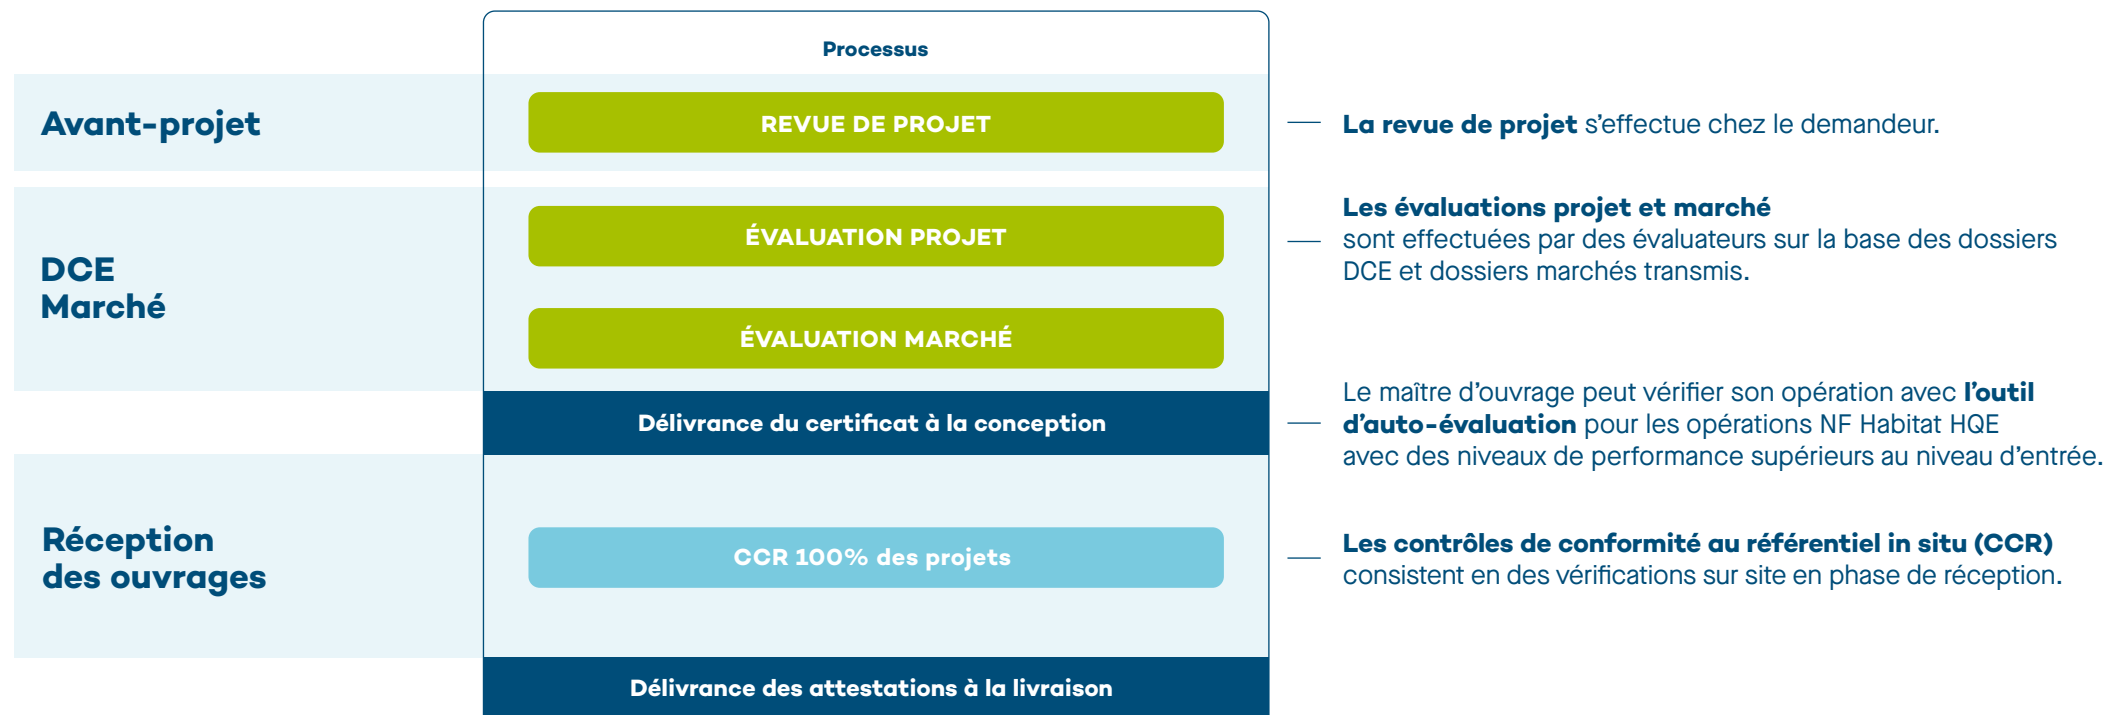 Processus
Avant-projet
REVUE DE PROJET
La revue de projet s'effectue chez le demandeur.
DCE
Marché
ÉVALUATION PROJET
ÉVALUATION MARCHÉ
Les évaluations projet et marché
sont effectuées par des évaluateurs sur la base des dossiers
DCE et dossiers marchés transmis.
Délivrance du certificat à la conception
Le maître d'ouvrage peut vérifier son opération avec l'outil
d'auto-évaluation pour les opérations NF Habitat HQE
avec des niveaux de performance supérieurs au niveau d'entrée.
Réception
des ouvrages
CCR 100% des projets
Les contrôles de conformité au référentiel in situ (CCR)
consistent en des vérifications sur site en phase de réception.
Délivrance des attestations à la livraison